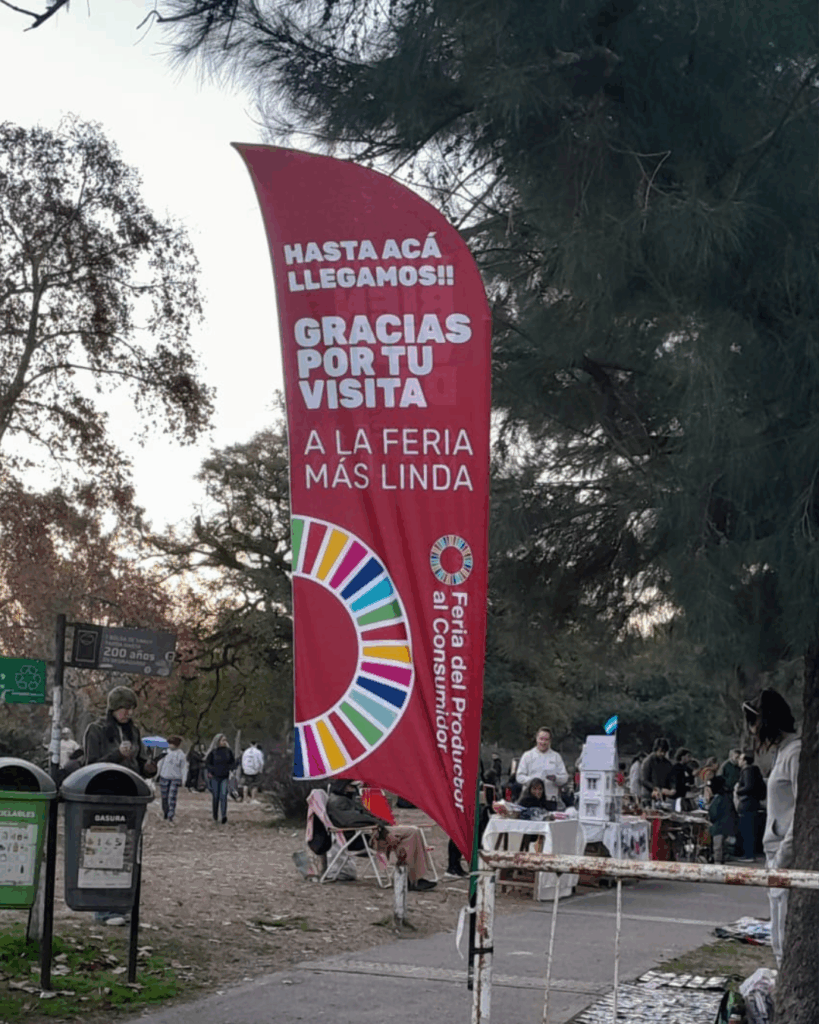 HASTA ACÁ
LLEGAMOS!!
GRACIAS
POR TU
VISITA
A LA FERIA
MÁS LINDA
Feria del Productor
al Consumidor
200 años
BASURA